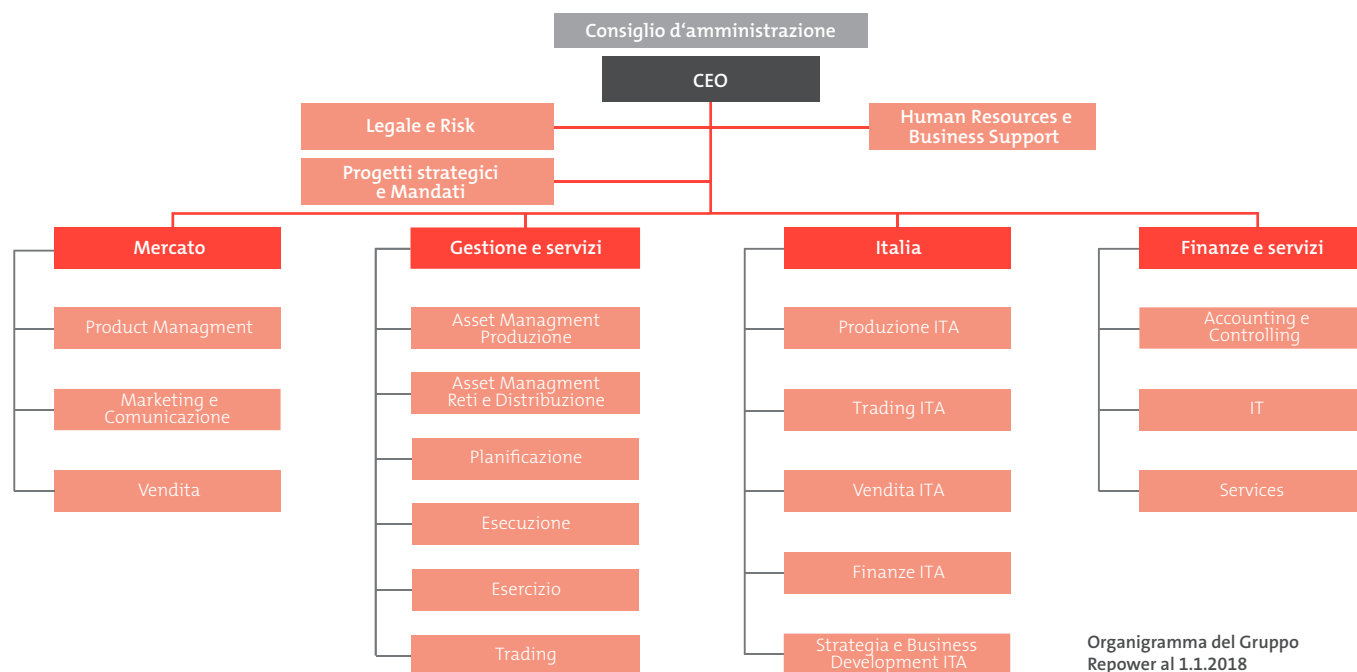 Consiglio d‘amministrazione
CEO
Legale e Risk
Human Resources e
Business Support
Progetti strategici
e Mandati
Mercato
Product Managment
Marketing e
Comunicazione
Vendita
Gestione e servizi
Asset Managment
Produzione
Asset Managment
Reti e Distribuzione
Planificazione
Esecuzione
Esercizio
Trading
Italia
Produzione ITA
Trading ITA
Vendita ITA
Finanze ITA
Strategia e Business
Development ITA
Finanze e servizi
Accounting e
Controlling
IT
Services
Organigramma del Gruppo
Repower al 1.1.2018